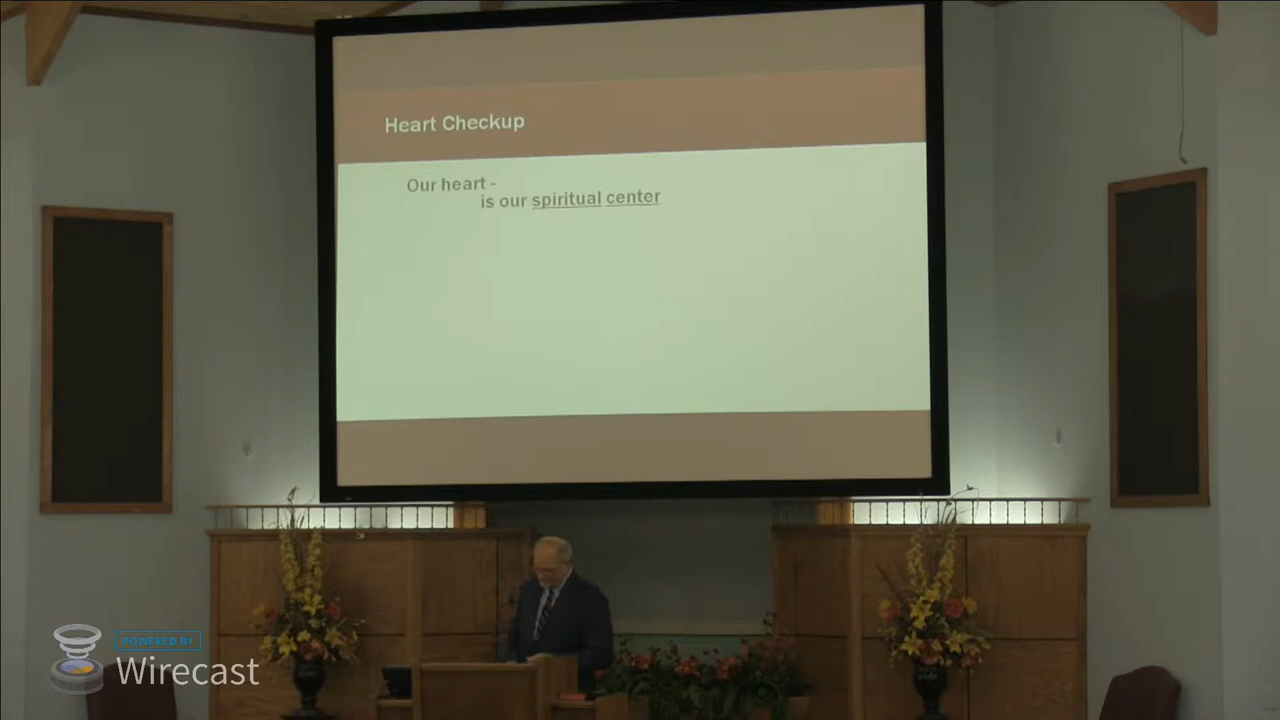 Heart Checkup
Our heart -
is our spiritual center
POWERED BY
Wirecast